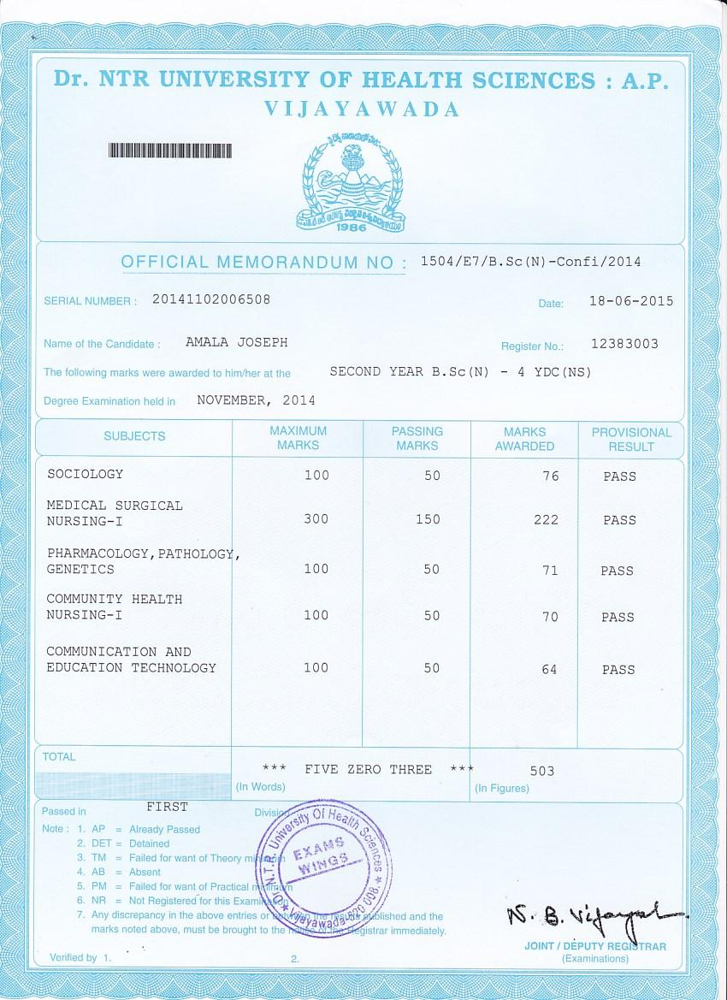 Dr. NTR UNIVERSITY OF HEALTH SCIENCES : A.P.
VIJAYAWADA
1986
OFFICIAL MEMORANDUM NO : 1504/E7/B.Sc(N)-Confi/2014
SERIAL NUMBER : 20141102006508 Date: 18-06-2015
Name of the Candidate : AMALA JOSEPH Register No.: 12383003
The following marks were awarded to him/her at the SECOND YEAR B.Sc(N) - 4 YDC(NS)
Degree Examination held in NOVEMBER, 2014
SUBJECTS MAXIMUM MARKS PASSING MARKS MARKS AWARDED PROVISIONAL RESULT
SOCIOLOGY 100 50 76 PASS
MEDICAL SURGICAL
NURSING-I 300 150 222 PASS
PHARMACOLOGY,PATHOLOGY,
GENETICS 100 50 71 PASS
COMMUNITY HEALTH
NURSING-I 100 50 70 PASS
COMMUNICATION AND
EDUCATION TECHNOLOGY 100 50 64 PASS
TOTAL
*** FIVE ZERO THREE *** 503
(In Words) (In Figures)
Passed in FIRST Division
Note : 1. AP = Already Passed
2. DET = Detained
3. TM = Failed for want of Theory minimum
4. AB = Absent
5. PM = Failed for want of Practical minimum
6. NR = Not Registered for this Examination
7. Any discrepancy in the above entries or between the results published and the
marks noted above, must be brought to the notice of the Registrar immediately.
Dr. N.T.R. University Of Health Sciences
EXAMS
WINGS
★ Vijayawada-520 008. ★
N. B. Vijayal
JOINT / DEPUTY REGISTRAR
(Examinations)
Verified by 1. 2.